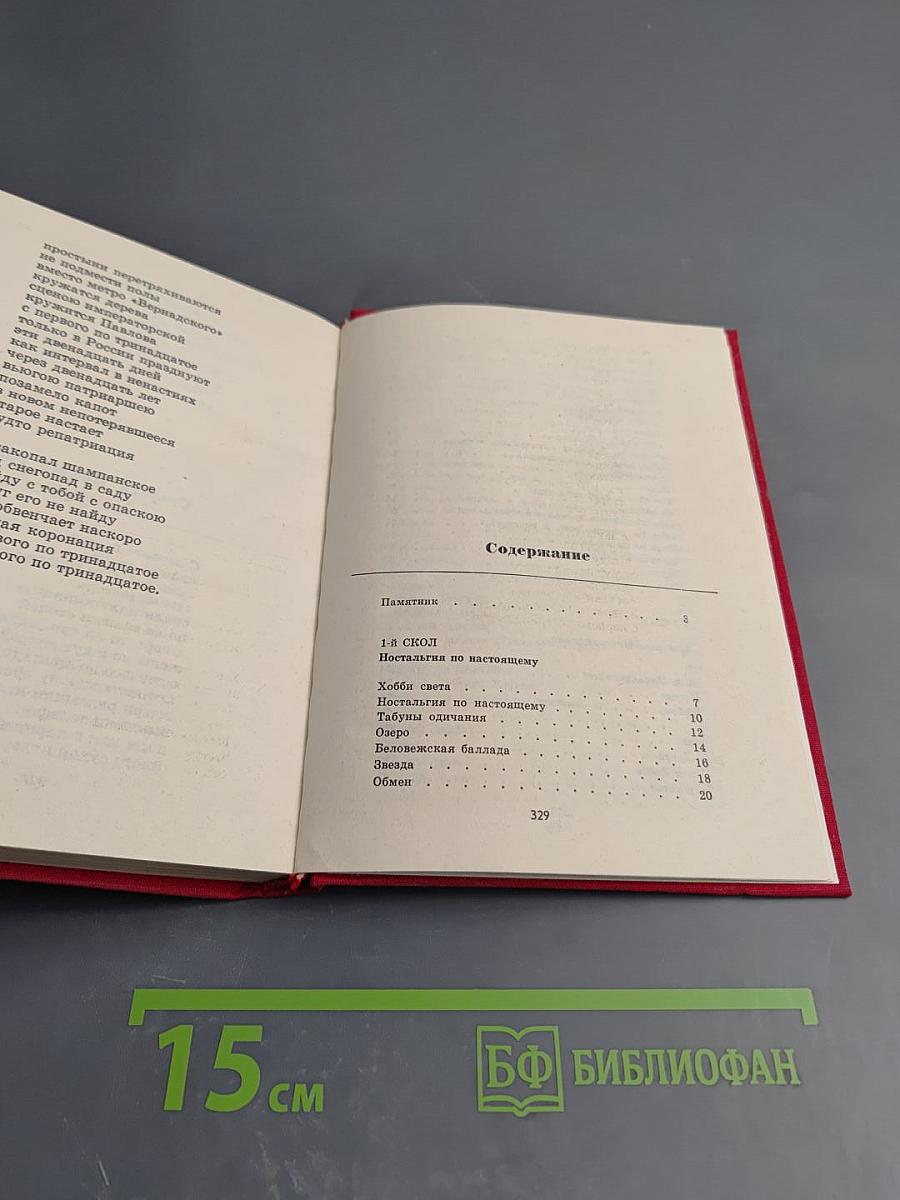 простыни перетряхиваются
не подмести полы
вместо метро «Вернадского»
кружатся дерева
сценою императорской
кружится Павлова
с первого по тринадцатое
только в России празднуют
эти двенадцать дней
как интервал в ненастиях
через двенадцать лет
вьюгою патриаршею
позамело капот
в новом непотерявшееся
тарое настает
удто репатриация
закопал шампанское
снегопад в саду
йду с тобой с опаскою
г его не найду
обвенчает наскоро
ая коронация
вого по тринадцатое
ого по тринадцатое.
Содержание
Памятник . . . . . . . . . . . . . 3
1-й СКОЛ
Ностальгия по настоящему
Хобби света . . . . . . . . . . . . 7
Ностальгия по настоящему . . . . . . . . 10
Табуны одичания . . . . . . . . . . . 12
Озеро . . . . . . . . . . . . . . 14
Беловежская баллада . . . . . . . . . . 16
Звезда . . . . . . . . . . . . . . 18
Обмен . . . . . . . . . . . . . . 20
329
15 см
БФ БИБЛИОФАН